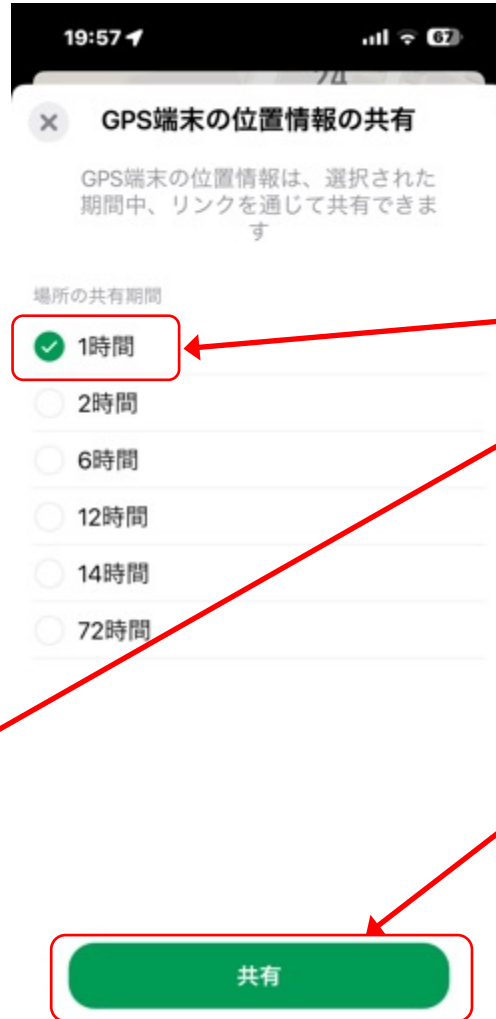 19:57
67
24
× GPS端末の位置情報の共有
GPS端末の位置情報は、選択された
期間中、リンクを通じて共有できま
す
場所の共有期間
1時間
2時間
6時間
12時間
14時間
72時間
共有